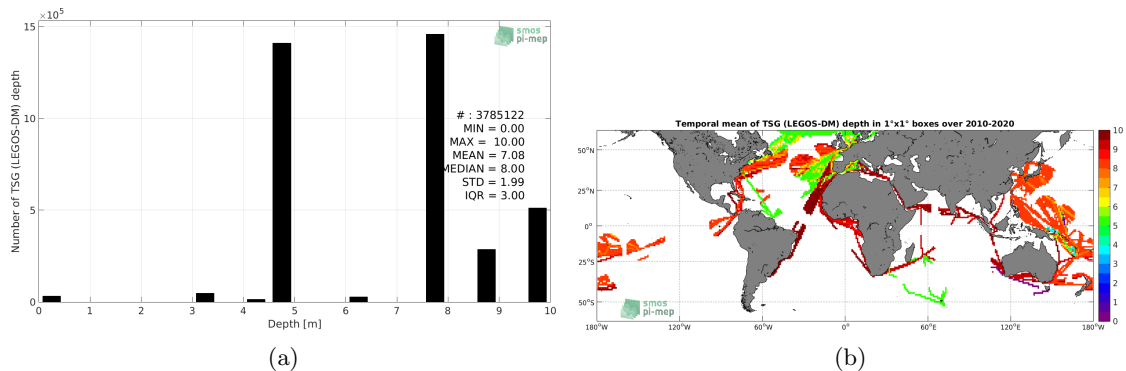 ×10⁵
15
10
5
0
Number of TSG (LEGOS-DM) depth
smos
pi-mep
# : 3785122
MIN = 0.00
MAX = 10.00
MEAN = 7.08
MEDIAN = 8.00
STD = 1.99
IQR = 3.00
0 1 2 3 4 5 6 7 8 9 10
Depth [m]
(a)
Temporal mean of TSG (LEGOS-DM) depth in 1°x1° boxes over 2010-2020
50°N
25°N
0°
25°S
50°S
smos
pi-mep
180°W 120°W 60°W 0° 60°E 120°E 180°W
10
9
8
7
6
5
4
3
2
1
0
(b)